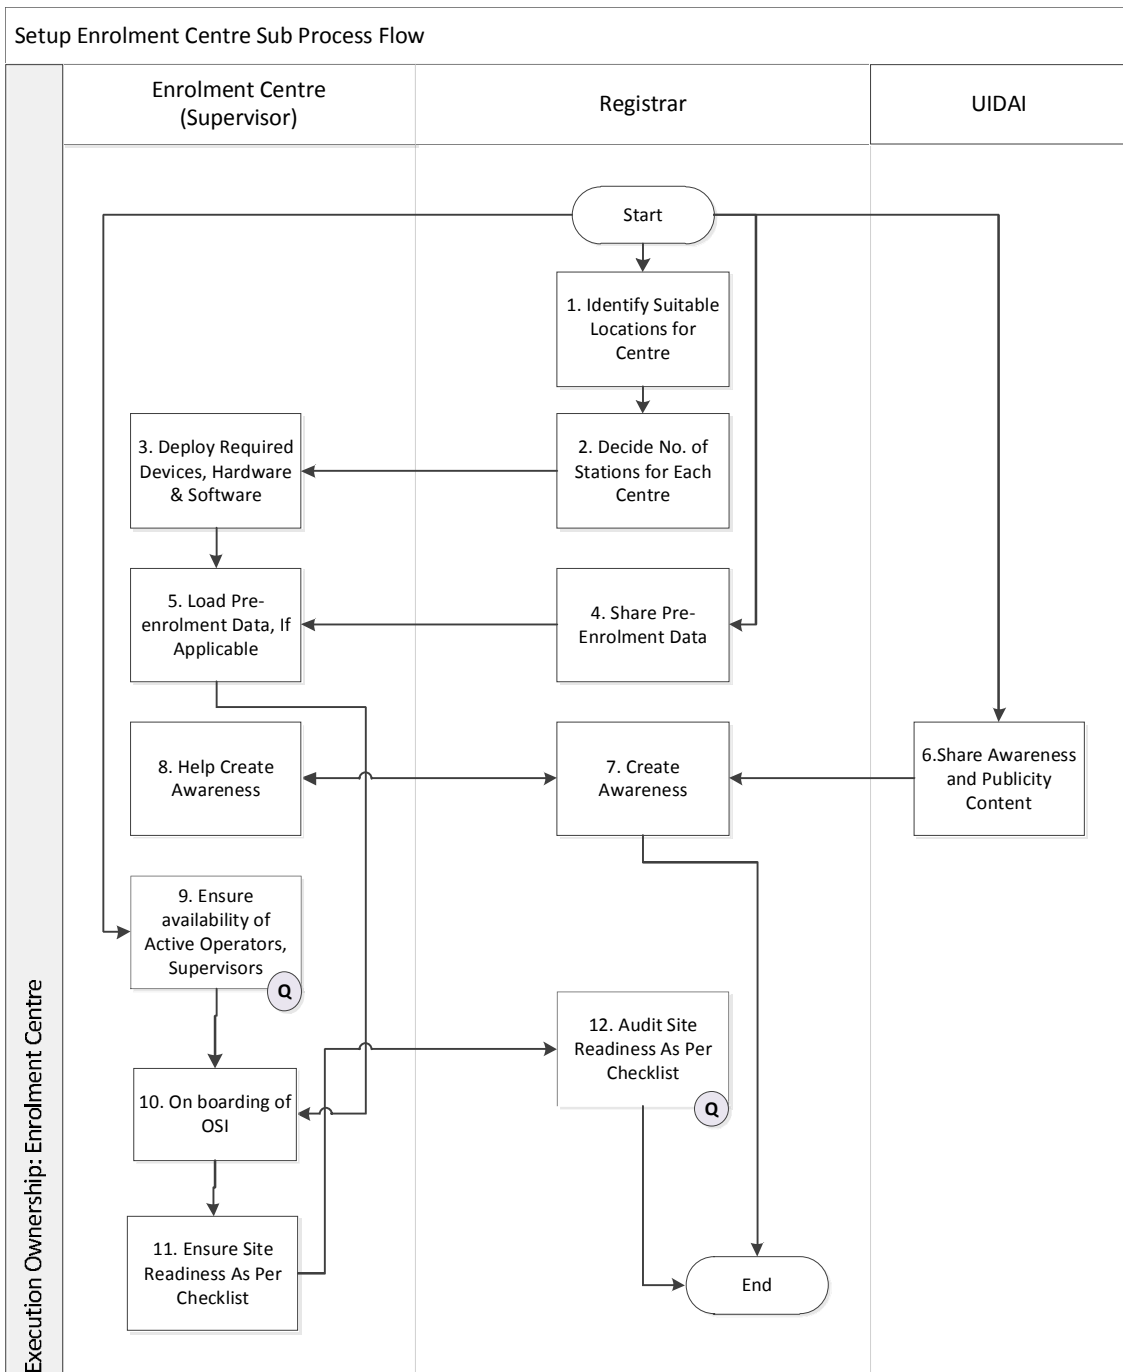 Setup Enrolment Centre Sub Process Flow
Enrolment Centre
(Supervisor)
Registrar
UIDAI
Start
1. Identify Suitable
Locations for
Centre
3. Deploy Required
Devices, Hardware
& Software
2. Decide No. of
Stations for Each
Centre
5. Load Pre-
enrolment Data, If
Applicable
4. Share Pre-
Enrolment Data
8. Help Create
Awareness
7. Create
Awareness
6.Share Awareness
and Publicity
Content
9. Ensure
availability of
Active Operators,
Supervisors
Q
12. Audit Site
Readiness As Per
Checklist
Q
10. On boarding of
OSI
11. Ensure Site
Readiness As Per
Checklist
End
Execution Ownership: Enrolment Centre